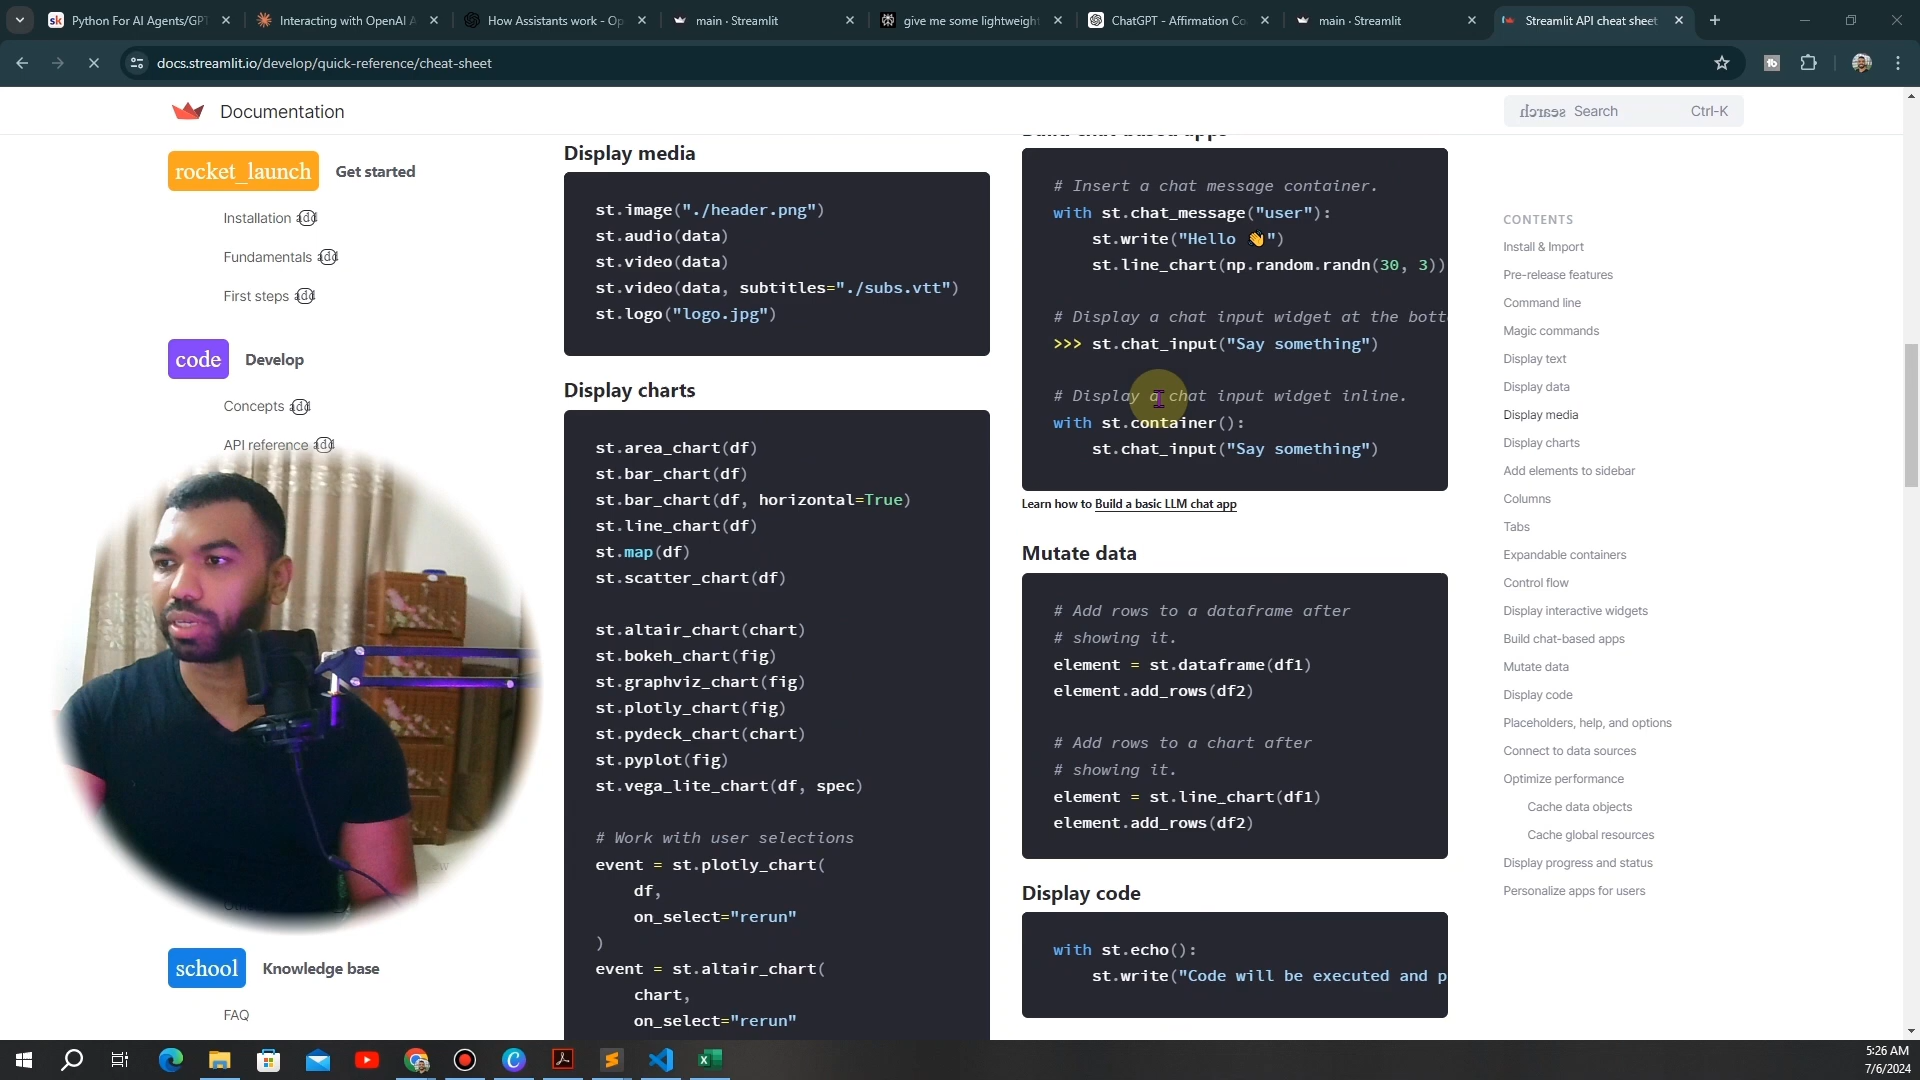 Python For AI Agents/GPT
Interacting with OpenAI A
How Assistants work - Op
main · Streamlit
give me some lightweight
ChatGPT - Affirmation Co
main · Streamlit
Streamlit API cheat sheet
docs.streamlit.io/develop/quick-reference/cheat-sheet
Documentation
search Search Ctrl-K
rocket_launch Get started
Installation add
Fundamentals add
First steps add
code Develop
Concepts add
API reference add
school Knowledge base
FAQ
Display media
st.image("./header.png")
st.audio(data)
st.video(data)
st.video(data, subtitles="./subs.vtt")
st.logo("logo.jpg")
Display charts
st.area_chart(df)
st.bar_chart(df)
st.bar_chart(df, horizontal=True)
st.line_chart(df)
st.map(df)
st.scatter_chart(df)
st.altair_chart(chart)
st.bokeh_chart(fig)
st.graphviz_chart(fig)
st.plotly_chart(fig)
st.pydeck_chart(chart)
st.pyplot(fig)
st.vega_lite_chart(df, spec)
# Work with user selections
event = st.plotly_chart(
df,
on_select="rerun"
)
event = st.altair_chart(
chart,
on_select="rerun"
Build chat-based apps
# Insert a chat message container.
with st.chat_message("user"):
st.write("Hello 👋")
st.line_chart(np.random.randn(30, 3))
# Display a chat input widget at the botto
>>> st.chat_input("Say something")
# Display a chat input widget inline.
with st.container():
st.chat_input("Say something")
Learn how to Build a basic LLM chat app
Mutate data
# Add rows to a dataframe after
# showing it.
element = st.dataframe(df1)
element.add_rows(df2)
# Add rows to a chart after
# showing it.
element = st.line_chart(df1)
element.add_rows(df2)
Display code
with st.echo():
st.write("Code will be executed and p
CONTENTS
Install & Import
Pre-release features
Command line
Magic commands
Display text
Display data
Display media
Display charts
Add elements to sidebar
Columns
Tabs
Expandable containers
Control flow
Display interactive widgets
Build chat-based apps
Mutate data
Display code
Placeholders, help, and options
Connect to data sources
Optimize performance
Cache data objects
Cache global resources
Display progress and status
Personalize apps for users
5:26 AM
7/6/2024